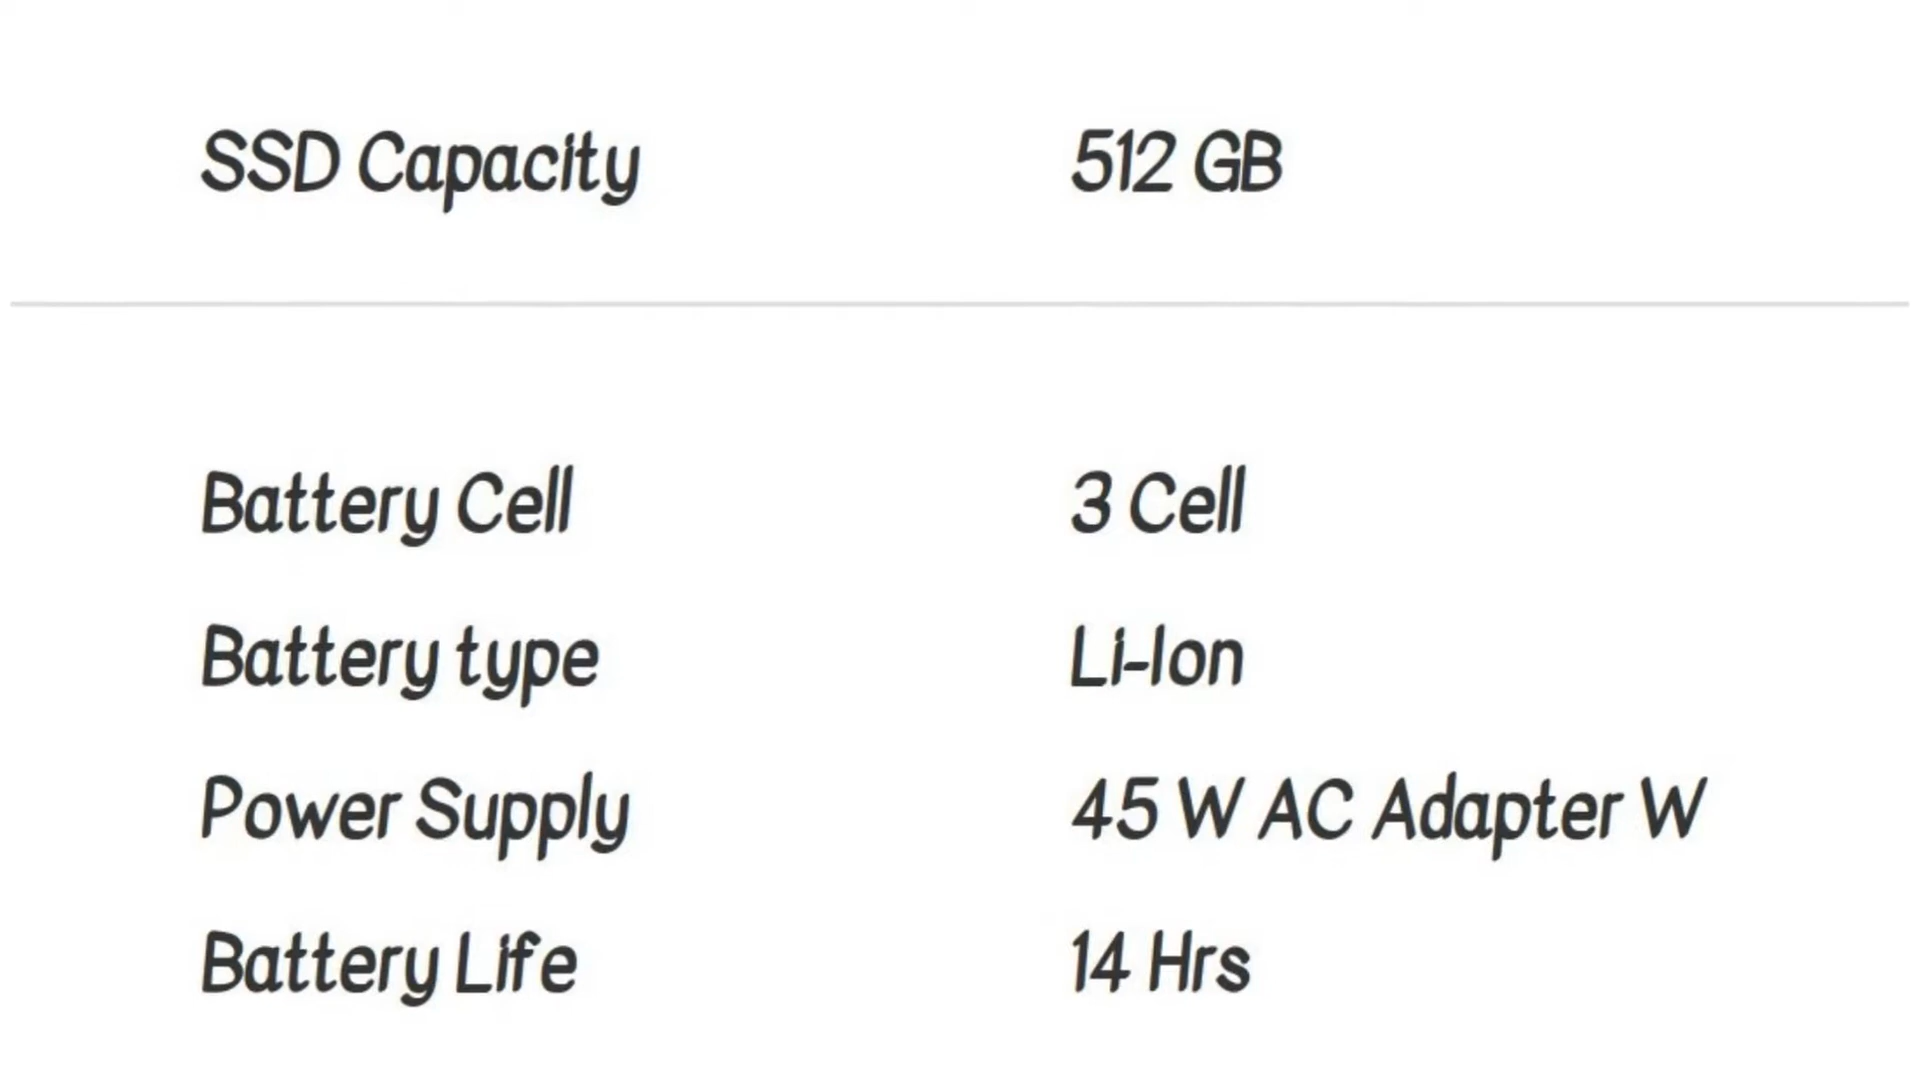 SSD Capacity 512 GB
Battery Cell 3 Cell
Battery type Li-Ion
Power Supply 45 W AC Adapter W
Battery Life 14 Hrs